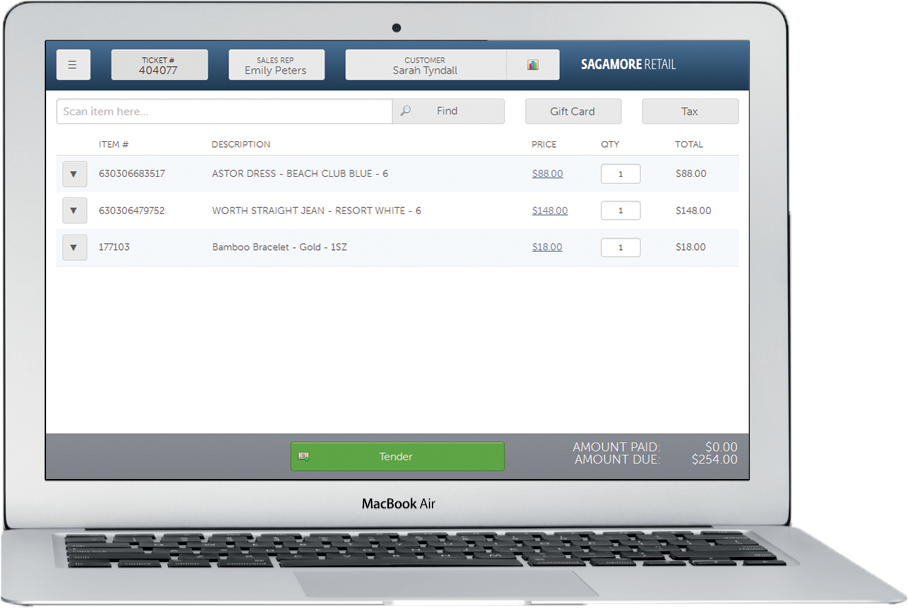 TICKET #
404077
SALES REP
Emily Peters
CUSTOMER
Sarah Tyndall
SAGAMORE RETAIL
Scan item here...
Find
Gift Card
Tax
ITEM # DESCRIPTION PRICE QTY TOTAL
630306683517 ASTOR DRESS - BEACH CLUB BLUE - 6 $88.00 1 $88.00
630306479752 WORTH STRAIGHT JEAN - RESORT WHITE - 6 $148.00 1 $148.00
177103 Bamboo Bracelet - Gold - 1SZ $18.00 1 $18.00
Tender
AMOUNT PAID: $0.00
AMOUNT DUE: $254.00
MacBook Air